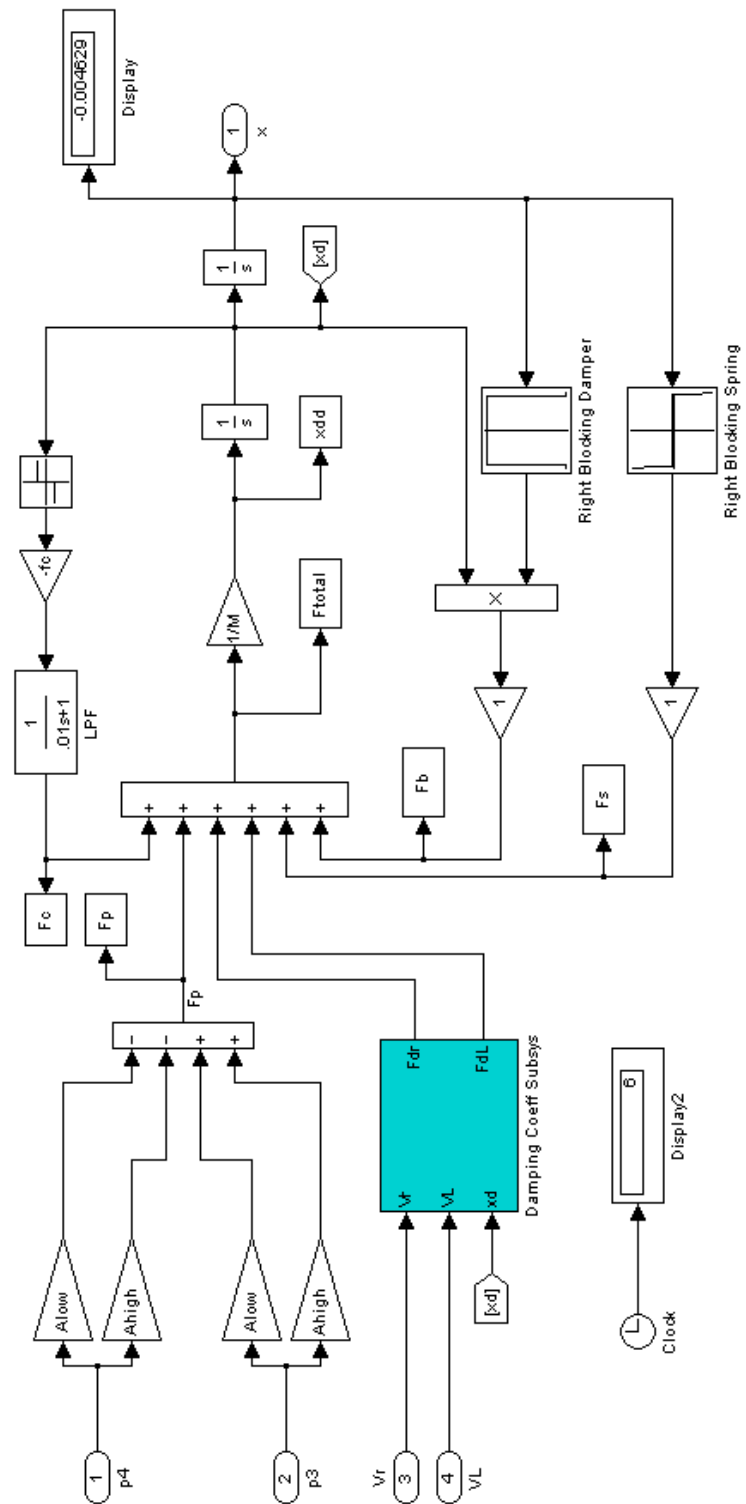 1
p4
2
p3
Vr
3
4
VL
Alow
Ahigh
Alow
Ahigh
-
-
+
+
Fp
Fp
Fc
[xd]
Vr
VL
xd
Fdr
FdL
Damping Coeff Subsys
Clock
6
Display2
+
+
+
+
+
+
1
.01s+1
LPF
-fc
1/M
Ftotal
xdd
1
s
1
s
[xd]
-0.004629
Display
1
x
Fb
1
X
Right Blocking Damper
Fs
1
Right Blocking Spring